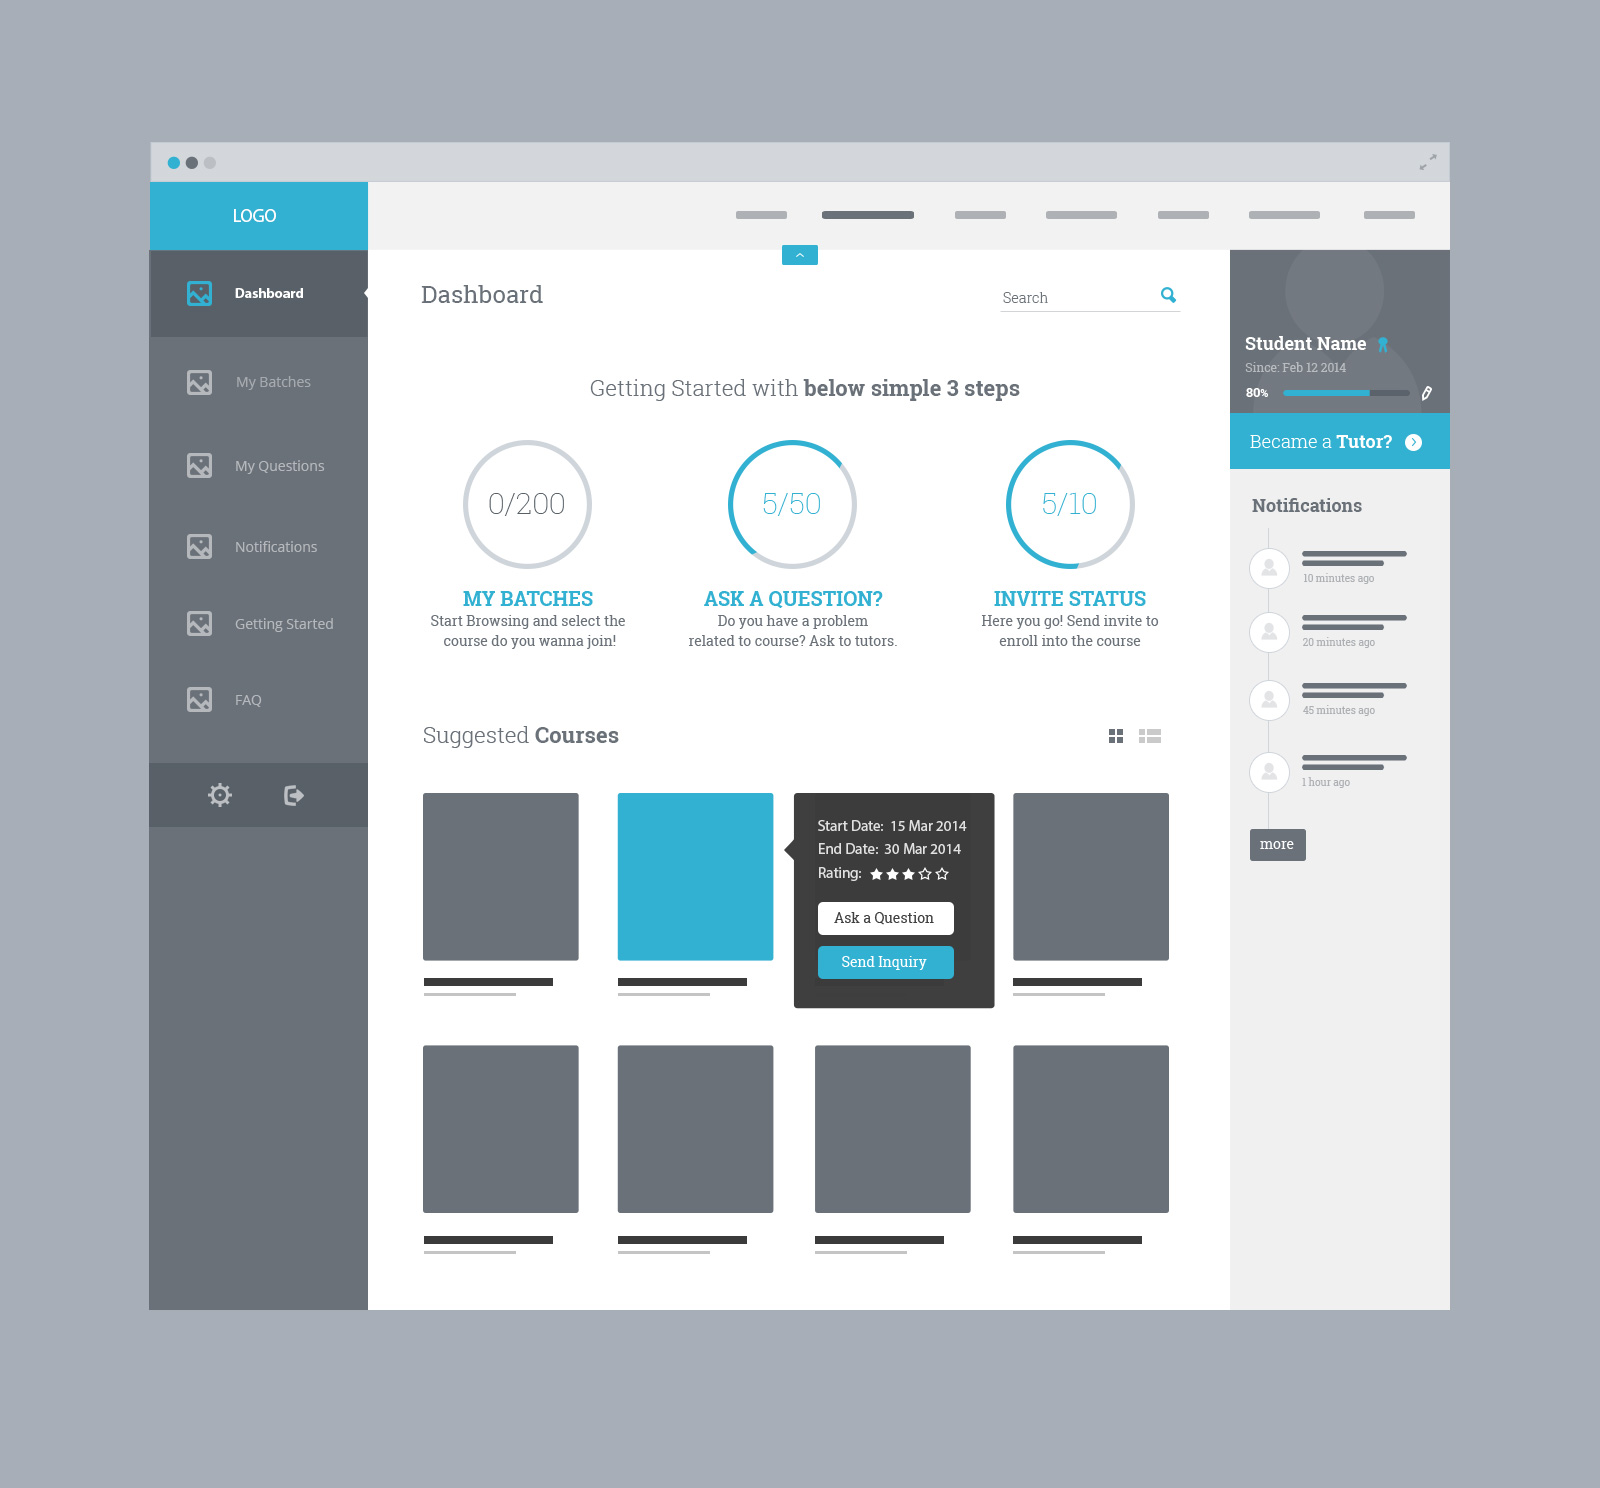 LOGO
Dashboard
My Batches
My Questions
Notifications
Getting Started
FAQ
Dashboard
Search
Getting Started with below simple 3 steps
0/200
MY BATCHES
Start Browsing and select the
course do you wanna join!
5/50
ASK A QUESTION?
Do you have a problem
related to course? Ask to tutors.
5/10
INVITE STATUS
Here you go! Send invite to
enroll into the course
Suggested Courses
Start Date: 15 Mar 2014
End Date: 30 Mar 2014
Rating:
Ask a Question
Send Inquiry
Student Name
Since: Feb 12 2014
80%
Became a Tutor?
Notifications
10 minutes ago
20 minutes ago
45 minutes ago
1 hour ago
more